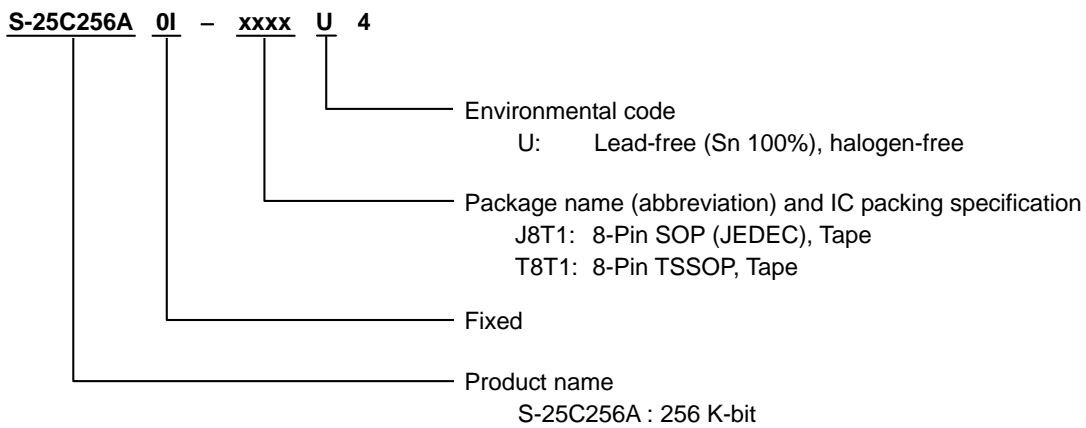 S-25C256A 0I – xxxx U 4
Environmental code
U: Lead-free (Sn 100%), halogen-free
Package name (abbreviation) and IC packing specification
J8T1: 8-Pin SOP (JEDEC), Tape
T8T1: 8-Pin TSSOP, Tape
Fixed
Product name
S-25C256A : 256 K-bit